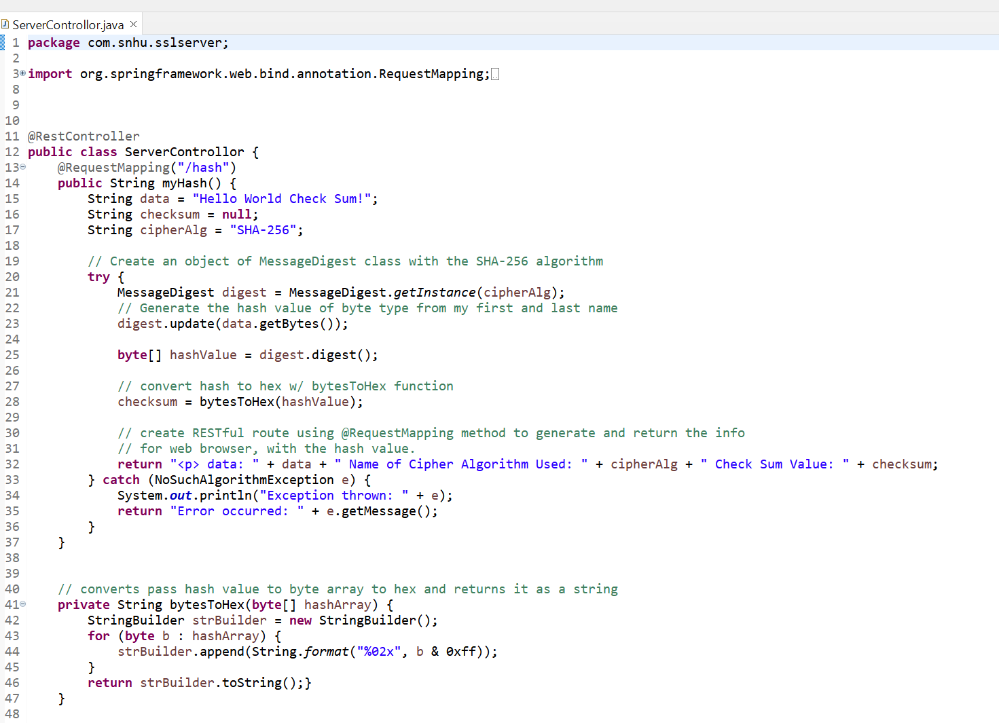 ServerControllor.java
1 package com.snhu.sslserver;
2
3 import org.springframework.web.bind.annotation.RequestMapping;
8
9
10
11 @RestController
12 public class ServerControllor {
13     @RequestMapping("/hash")
14     public String myHash() {
15         String data = "Hello World Check Sum!";
16         String checksum = null;
17         String cipherAlg = "SHA-256";
18
19         // Create an object of MessageDigest class with the SHA-256 algorithm
20         try {
21             MessageDigest digest = MessageDigest.getInstance(cipherAlg);
22             // Generate the hash value of byte type from my first and last name
23             digest.update(data.getBytes());
24
25             byte[] hashValue = digest.digest();
26
27             // convert hash to hex w/ bytesToHex function
28             checksum = bytesToHex(hashValue);
29
30             // create RESTful route using @RequestMapping method to generate and return the info
31             // for web browser, with the hash value.
32             return "<p> data: " + data + " Name of Cipher Algorithm Used: " + cipherAlg + " Check Sum Value: " + checksum;
33         } catch (NoSuchAlgorithmException e) {
34             System.out.println("Exception thrown: " + e);
35             return "Error occurred: " + e.getMessage();
36         }
37     }
38
39
40     // converts pass hash value to byte array to hex and returns it as a string
41     private String bytesToHex(byte[] hashArray) {
42         StringBuilder strBuilder = new StringBuilder();
43         for (byte b : hashArray) {
44             strBuilder.append(String.format("%02x", b & 0xff));
45         }
46         return strBuilder.toString();}
47     }
48